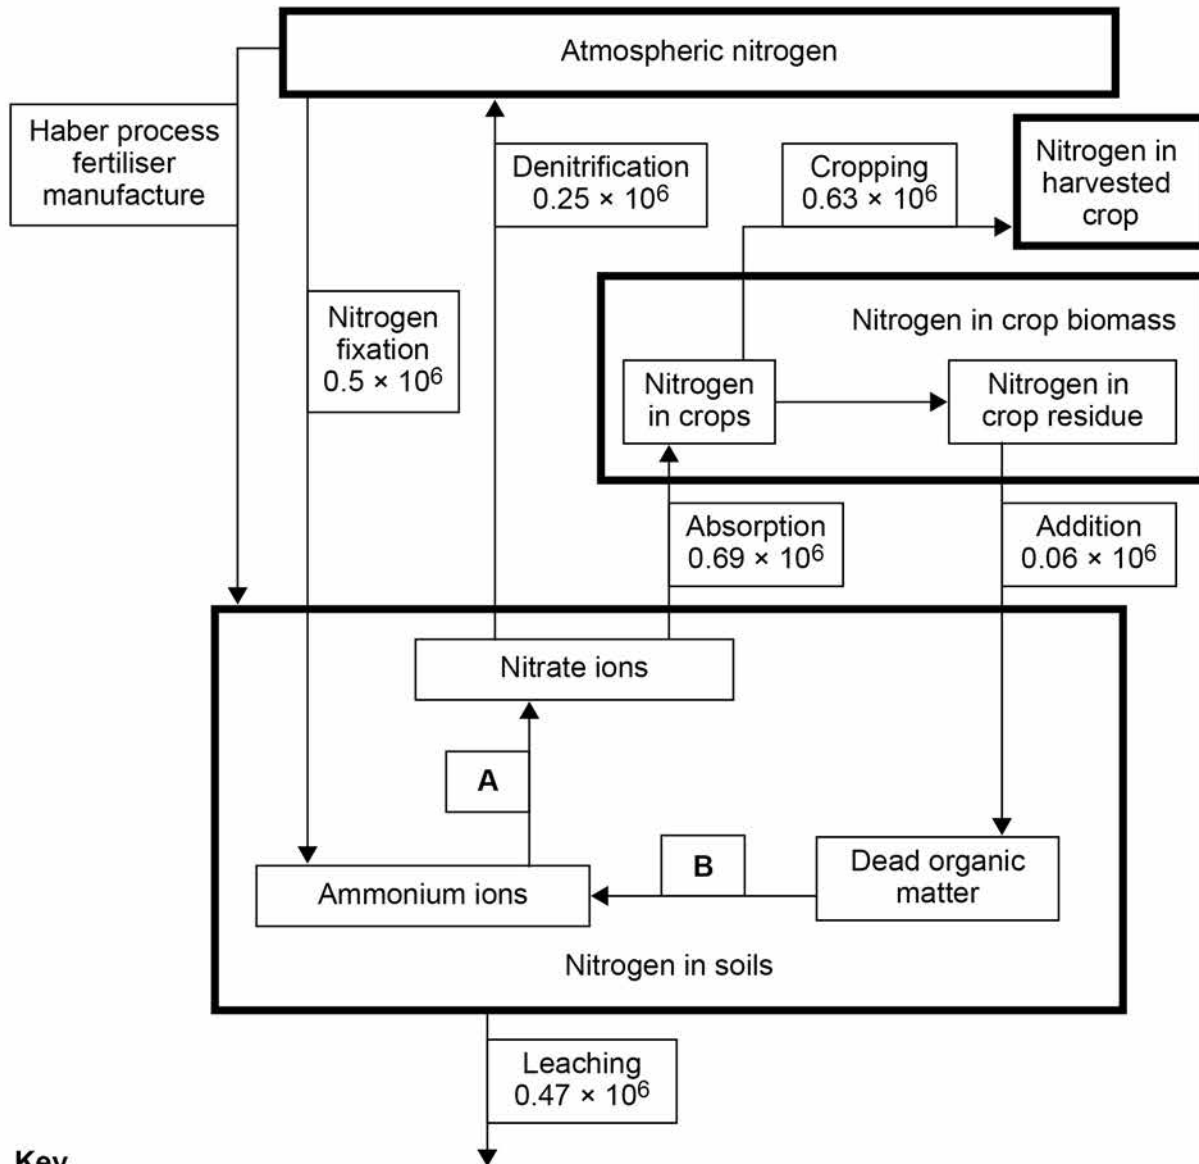 Atmospheric nitrogen
Haber process
fertiliser
manufacture
Denitrification
0.25 × 10⁶
Cropping
0.63 × 10⁶
Nitrogen in
harvested
crop
Nitrogen
fixation
0.5 × 10⁶
Nitrogen in crop biomass
Nitrogen
in crops
Nitrogen in
crop residue
Absorption
0.69 × 10⁶
Addition
0.06 × 10⁶
Nitrate ions
A
B
Dead organic
matter
Ammonium ions
Nitrogen in soils
Leaching
0.47 × 10⁶
Key